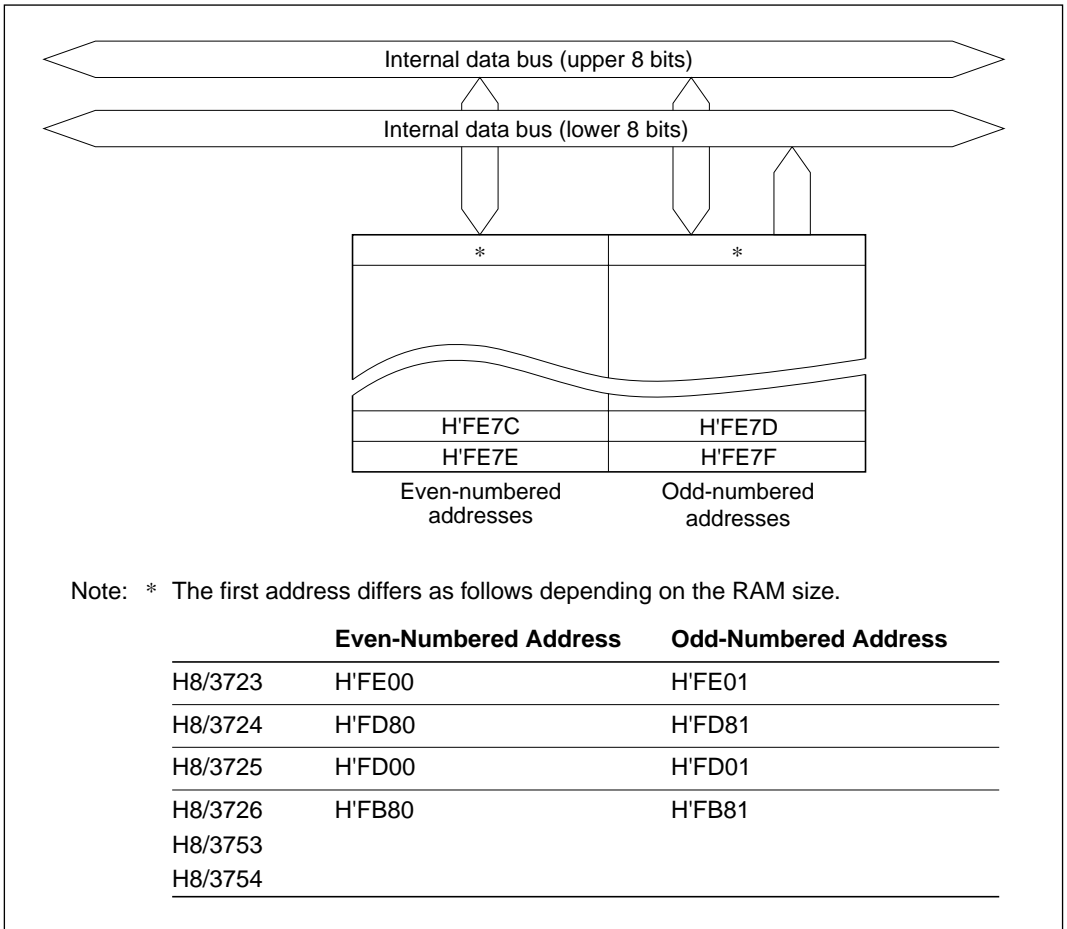 Internal data bus (upper 8 bits)
Internal data bus (lower 8 bits)
* *
H'FE7C H'FE7D
H'FE7E H'FE7F
Even-numbered Odd-numbered
addresses addresses
Note: * The first address differs as follows depending on the RAM size.
Even-Numbered Address Odd-Numbered Address
H8/3723 H'FE00 H'FE01
H8/3724 H'FD80 H'FD81
H8/3725 H'FD00 H'FD01
H8/3726 H'FB80 H'FB81
H8/3753
H8/3754